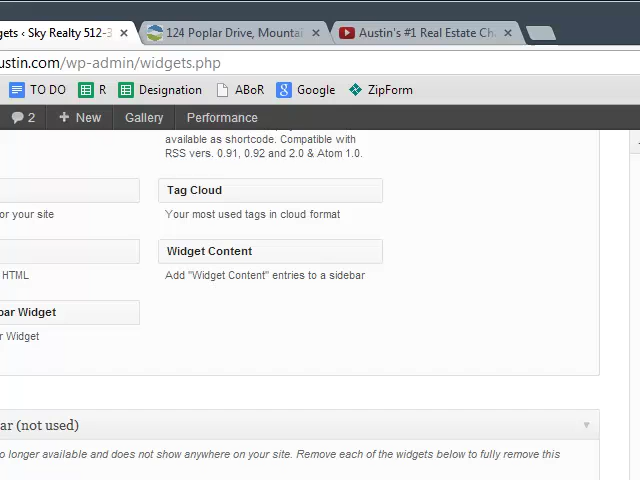 gets ‹ Sky Realty 512-3 124 Poplar Drive, Mountai Austin's #1 Real Estate Ch
ustin.com/wp-admin/widgets.php
TO DO R Designation ABoR Google ZipForm
2 + New Gallery Performance
available as shortcode. Compatible with
RSS vers. 0.91, 0.92 and 2.0 & Atom 1.0.
Tag Cloud
or your site Your most used tags in cloud format
Widget Content
HTML Add "Widget Content" entries to a sidebar
bar Widget
r Widget
ar (not used)
o longer available and does not show anywhere on your site. Remove each of the widgets below to fully remove this